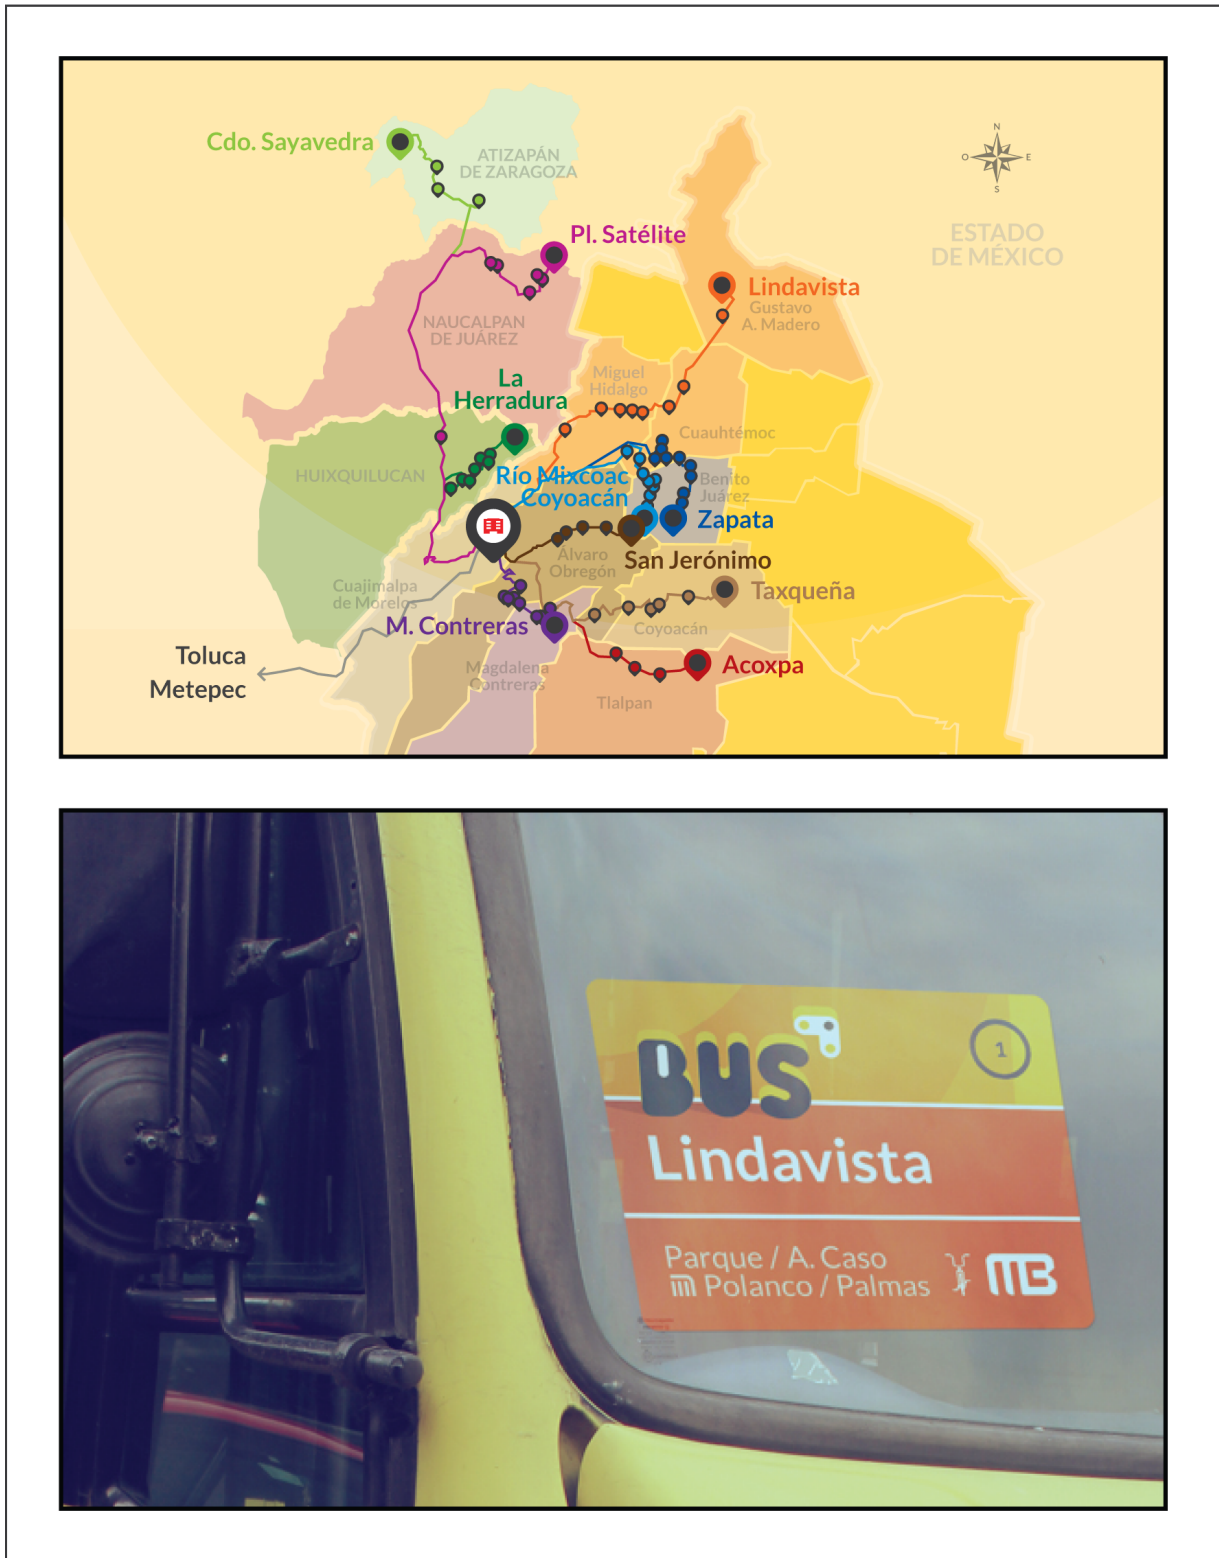 Cdo. Sayavedra
ATIZAPÁN
DE ZARAGOZA
N
O
E
S
ESTADO
DE MÉXICO
Pl. Satélite
Lindavista
Gustavo
A. Madero
NAUCALPAN
DE JUÁREZ
La
Herradura
Miguel
Hidalgo
Cuauhtémoc
HUIXQUILUCAN
Río Mixcoac
Coyoacán
Benito
Juárez
Zapata
San Jerónimo
Álvaro
Obregón
Cuajimalpa
de Morelos
Taxqueña
M. Contreras
Coyoacán
Toluca
Metepec
Magdalena
Contreras
Acoxpa
Tlalpan
BUS
1
Lindavista
Parque / A. Caso
Polanco / Palmas
MB